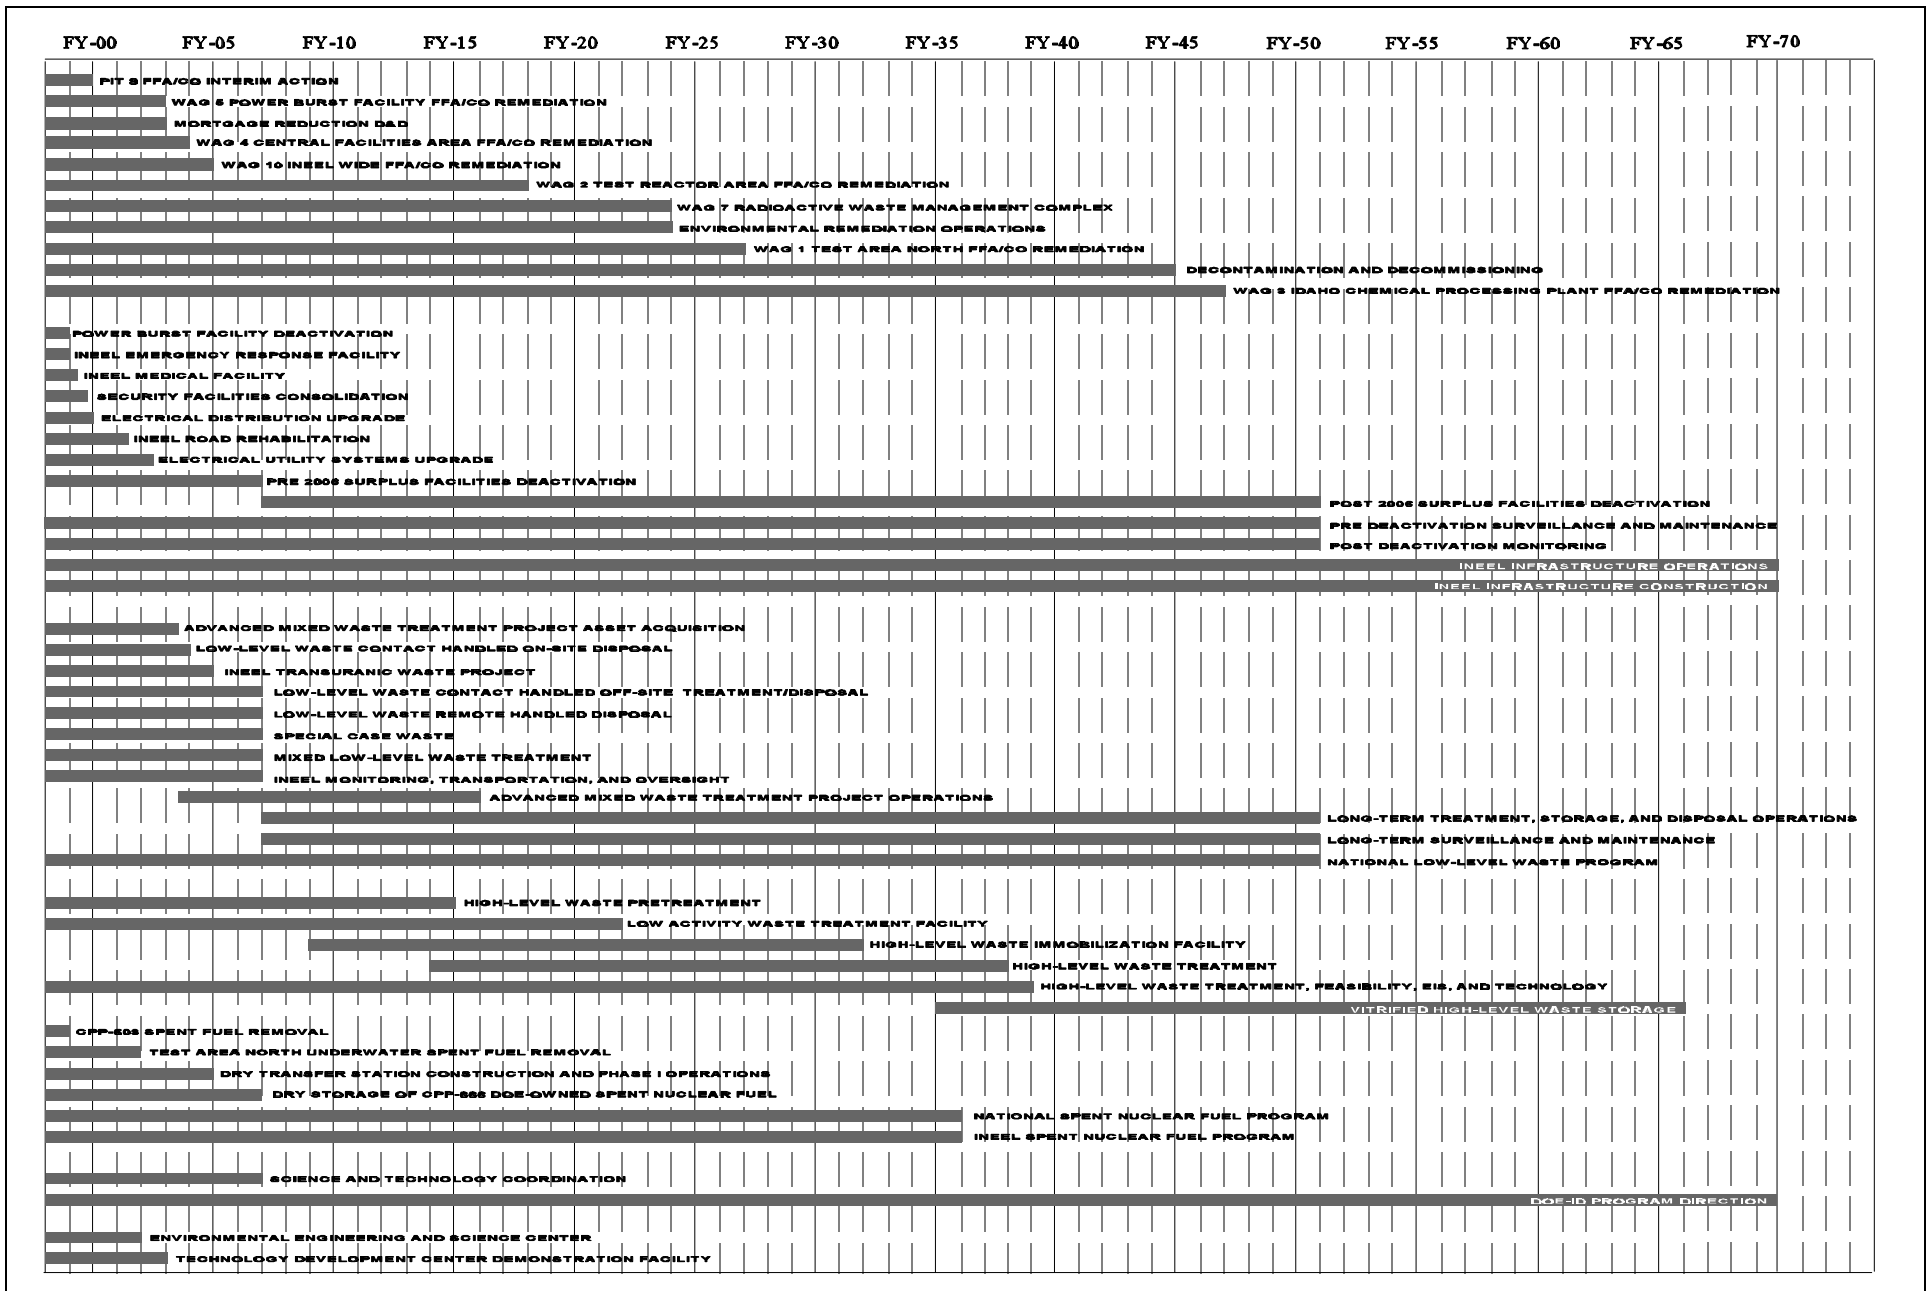 FY-00 FY-05 FY-10 FY-15 FY-20 FY-25 FY-30 FY-35 FY-40 FY-45 FY-50 FY-55 FY-60 FY-65 FY-70
PIT 9 FFA/CO INTERIM ACTION
WAG 5 POWER BURST FACILITY FFA/CO REMEDIATION
MORTGAGE REDUCTION D&D
WAG 4 CENTRAL FACILITIES AREA FFA/CO REMEDIATION
WAG 10 INEEL WIDE FFA/CO REMEDIATION
WAG 2 TEST REACTOR AREA FFA/CO REMEDIATION
WAG 7 RADIOACTIVE WASTE MANAGEMENT COMPLEX
ENVIRONMENTAL REMEDIATION OPERATIONS
WAG 1 TEST AREA NORTH FFA/CO REMEDIATION
DECONTAMINATION AND DECOMMISSIONING
WAG 3 IDAHO CHEMICAL PROCESSING PLANT FFA/CO REMEDIATION
POWER BURST FACILITY DEACTIVATION
INEEL EMERGENCY RESPONSE FACILITY
INEEL MEDICAL FACILITY
SECURITY FACILITIES CONSOLIDATION
ELECTRICAL DISTRIBUTION UPGRADE
INEEL ROAD REHABILITATION
ELECTRICAL UTILITY SYSTEMS UPGRADE
PRE 2006 SURPLUS FACILITIES DEACTIVATION
POST 2006 SURPLUS FACILITIES DEACTIVATION
PRE DEACTIVATION SURVEILLANCE AND MAINTENANCE
POST DEACTIVATION MONITORING
INEEL INFRASTRUCTURE OPERATIONS
INEEL INFRASTRUCTURE CONSTRUCTION
ADVANCED MIXED WASTE TREATMENT PROJECT ASSET ACQUISITION
LOW-LEVEL WASTE CONTACT HANDLED ON-SITE DISPOSAL
INEEL TRANSURANIC WASTE PROJECT
LOW-LEVEL WASTE CONTACT HANDLED OFF-SITE TREATMENT/DISPOSAL
LOW-LEVEL WASTE REMOTE HANDLED DISPOSAL
SPECIAL CASE WASTE
MIXED LOW-LEVEL WASTE TREATMENT
INEEL MONITORING, TRANSPORTATION, AND OVERSIGHT
ADVANCED MIXED WASTE TREATMENT PROJECT OPERATIONS
LONG-TERM TREATMENT, STORAGE, AND DISPOSAL OPERATIONS
LONG-TERM SURVEILLANCE AND MAINTENANCE
NATIONAL LOW-LEVEL WASTE PROGRAM
HIGH-LEVEL WASTE PRETREATMENT
LOW ACTIVITY WASTE TREATMENT FACILITY
HIGH-LEVEL WASTE IMMOBILIZATION FACILITY
HIGH-LEVEL WASTE TREATMENT
HIGH-LEVEL WASTE TREATMENT, FEASIBILITY, EIS, AND TECHNOLOGY
VITRIFIED HIGH-LEVEL WASTE STORAGE
CPP-603 SPENT FUEL REMOVAL
TEST AREA NORTH UNDERWATER SPENT FUEL REMOVAL
DRY TRANSFER STATION CONSTRUCTION AND PHASE I OPERATIONS
DRY STORAGE OF CPP-666 DOE-OWNED SPENT NUCLEAR FUEL
NATIONAL SPENT NUCLEAR FUEL PROGRAM
INEEL SPENT NUCLEAR FUEL PROGRAM
SCIENCE AND TECHNOLOGY COORDINATION
DOE-ID PROGRAM DIRECTION
ENVIRONMENTAL ENGINEERING AND SCIENCE CENTER
TECHNOLOGY DEVELOPMENT CENTER DEMONSTRATION FACILITY